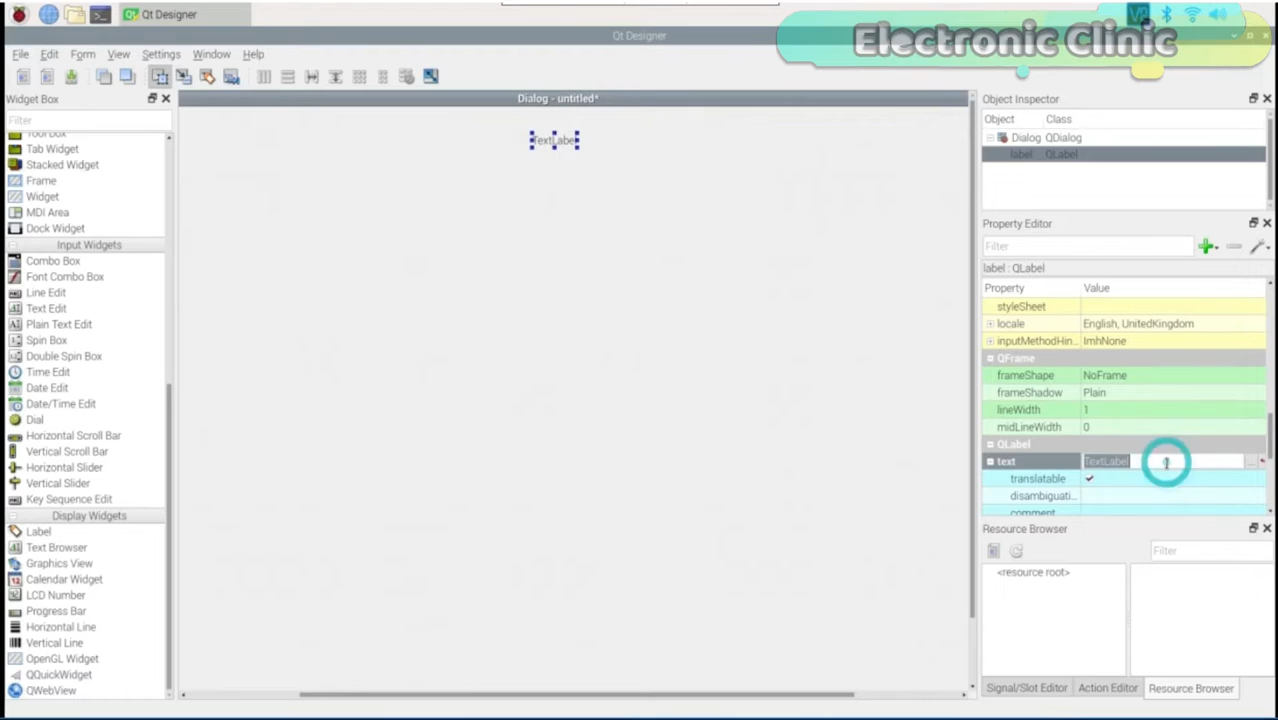 Qt Designer
Qt Designer
Electronic Clinic
File Edit Form View Settings Window Help
Widget Box
Filter
Tool Box
Tab Widget
Stacked Widget
Frame
Widget
MDI Area
Dock Widget
Input Widgets
Combo Box
Font Combo Box
Line Edit
Text Edit
Plain Text Edit
Spin Box
Double Spin Box
Time Edit
Date Edit
Date/Time Edit
Dial
Horizontal Scroll Bar
Vertical Scroll Bar
Horizontal Slider
Vertical Slider
Key Sequence Edit
Display Widgets
Label
Text Browser
Graphics View
Calendar Widget
LCD Number
Progress Bar
Horizontal Line
Vertical Line
OpenGL Widget
QQuickWidget
QWebView
Dialog - untitled*
TextLabel
Object Inspector
Object Class
Dialog QDialog
label QLabel
Property Editor
Filter
label : QLabel
Property Value
styleSheet
locale English, UnitedKingdom
inputMethodHin... ImhNone
QFrame
frameShape NoFrame
frameShadow Plain
lineWidth 1
midLineWidth 0
QLabel
text TextLabel
translatable
disambiguati...
comment
Resource Browser
Filter
<resource root>
Signal/Slot Editor Action Editor Resource Browser